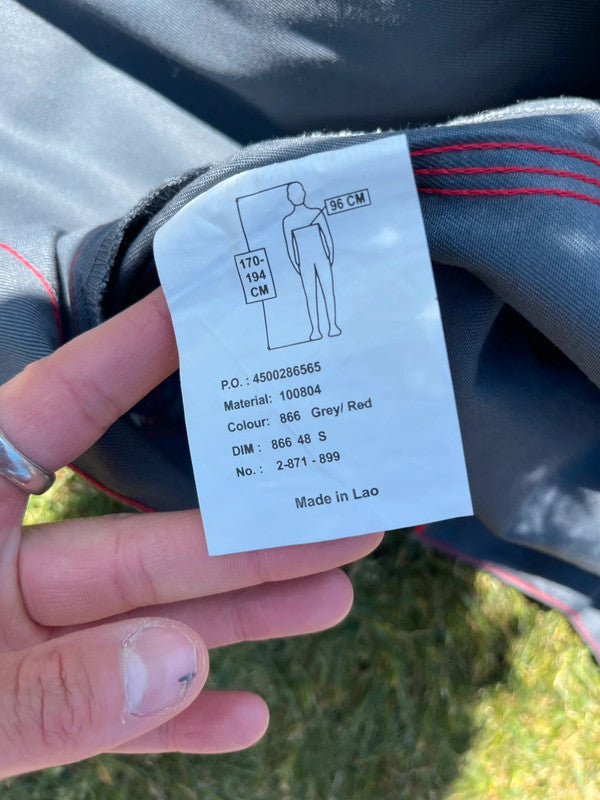 96 CM
170-
194
CM
P.O. : 4500286565
Material: 100804
Colour: 866 Grey/ Red
DIM : 866 48 S
No. : 2-871 - 899
Made in Lao